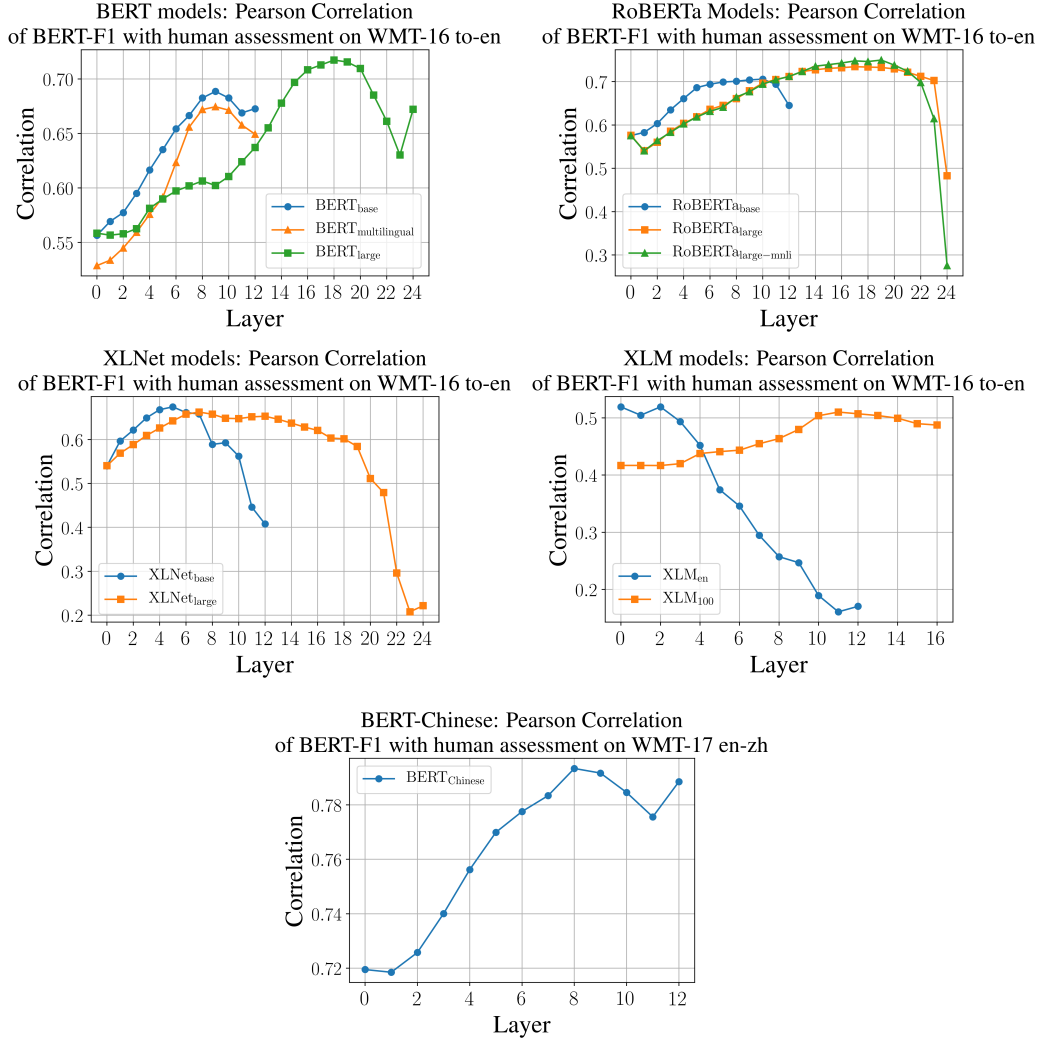 BERT models: Pearson Correlation
of BERT-F1 with human assessment on WMT-16 to-en
0.70
0.65
0.60
0.55
Correlation
BERTbase
BERTmultilingual
BERTlarge
0 2 4 6 8 10 12 14 16 18 20 22 24
Layer
RoBERTa Models: Pearson Correlation
of BERT-F1 with human assessment on WMT-16 to-en
0.7
0.6
0.5
0.4
0.3
Correlation
RoBERTabase
RoBERTalarge
RoBERTalarge−mnli
0 2 4 6 8 10 12 14 16 18 20 22 24
Layer
XLNet models: Pearson Correlation
of BERT-F1 with human assessment on WMT-16 to-en
0.6
0.5
0.4
0.3
0.2
Correlation
XLNetbase
XLNetlarge
0 2 4 6 8 10 12 14 16 18 20 22 24
Layer
XLM models: Pearson Correlation
of BERT-F1 with human assessment on WMT-16 to-en
0.5
0.4
0.3
0.2
Correlation
XLMen
XLM100
0 2 4 6 8 10 12 14 16
Layer
BERT-Chinese: Pearson Correlation
of BERT-F1 with human assessment on WMT-17 en-zh
BERTChinese
0.78
0.76
0.74
0.72
Correlation
0 2 4 6 8 10 12
Layer